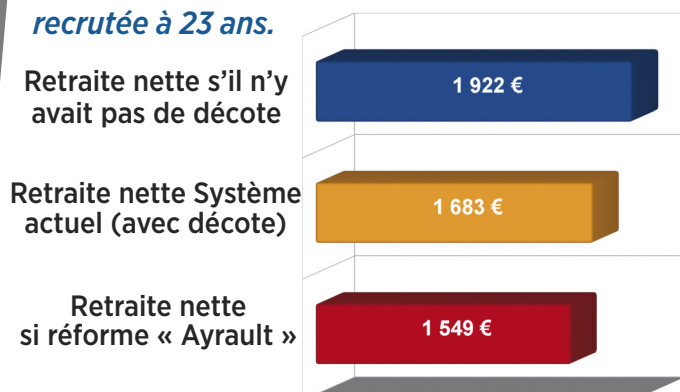 recrutée à 23 ans.
Retraite nette s’il n’y
avait pas de décote
1 922 €
Retraite nette Système
actuel (avec décote)
1 683 €
Retraite nette
si réforme « Ayrault »
1 549 €